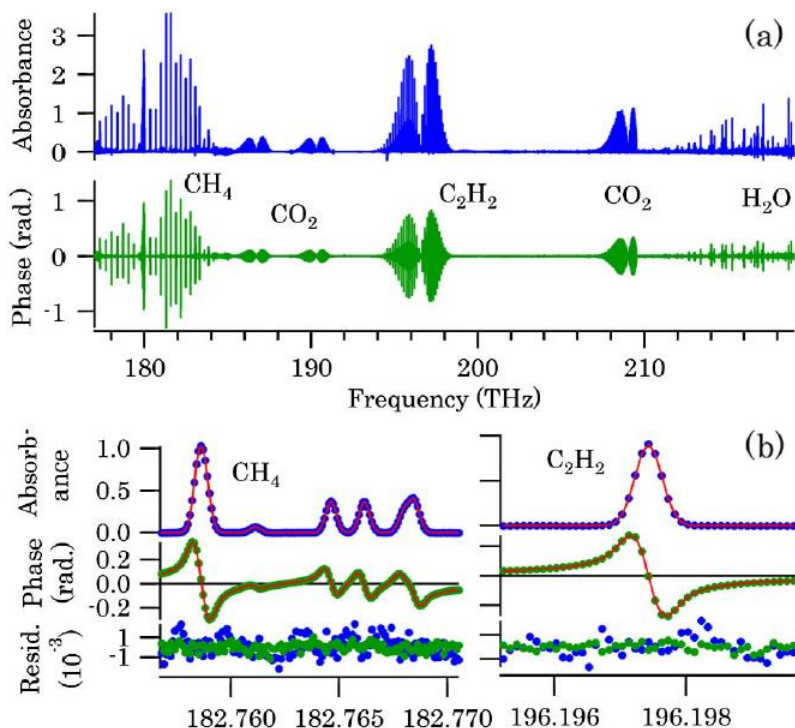 (a)
Absorbance
3
2
1
0
CH4
CO2
C2H2
CO2
H2O
Phase (rad.)
1
0
-1
180 190 200 210
Frequency (THz)
(b)
Absorb-
ance
1.0
0.5
0.0
CH4
C2H2
Phase
(rad.)
0.2
0.0
-0.2
Resid.
(10-3)
1
-1
182.760 182.765 182.770
196.196 196.198